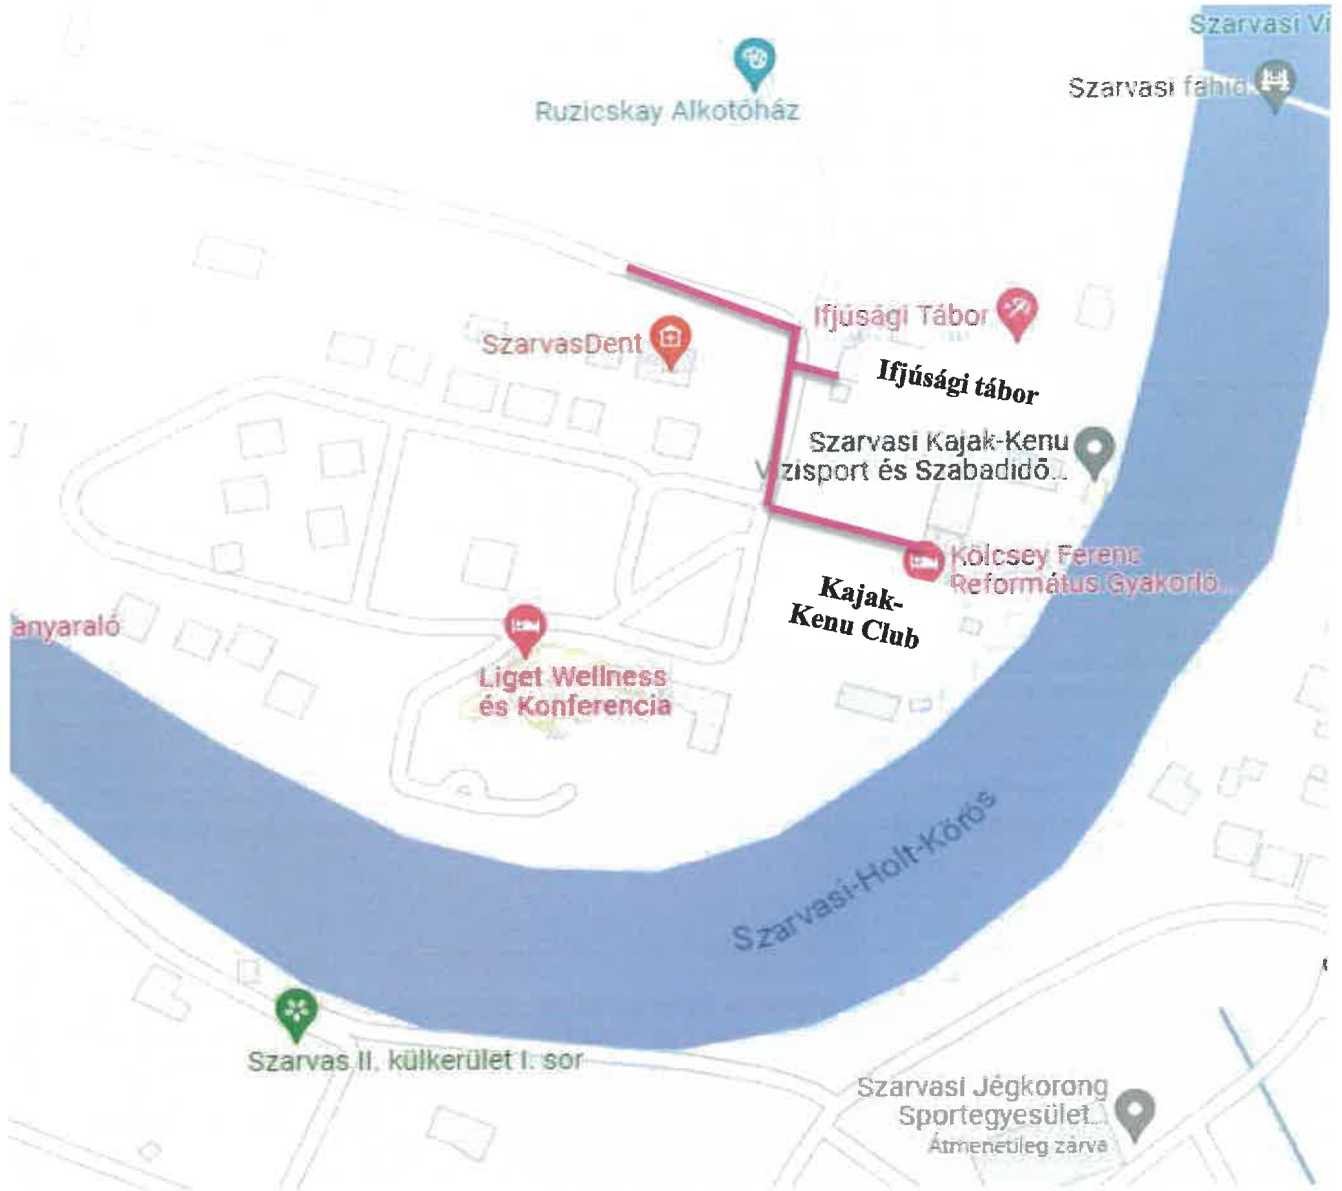 Szarvasi Ví
Szarvasi fahíd
Ruzicskay Alkotóház
Ifjúsági Tábor
SzarvasDent
Ifjúsági tábor
Szarvasi Kajak-Kenu
Vízisport és Szabadidő...
Kölcsey Ferenc
Református Gyakorló...
Kajak-
Kenu Club
anyaraló
Liget Wellness
és Konferencia
Szarvasi-Holt-Körös
Szarvas II. külkerület I. sor
Szarvasi Jégkorong
Sportegyesület...
Átmenetileg zárva